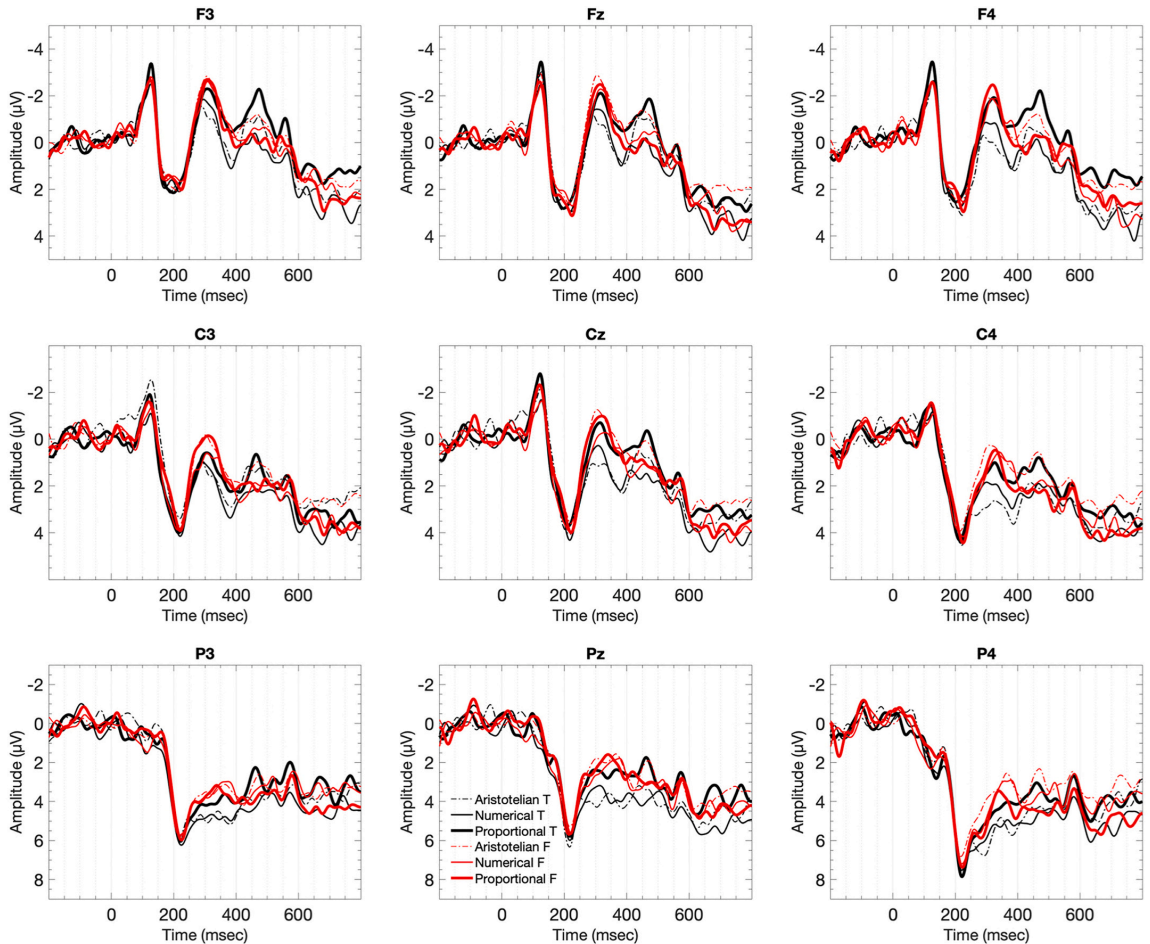 F3
Fz
F4
-4
-2
0
2
4
Amplitude (µV)
0 200 400 600
Time (msec)
-4
-2
0
2
4
Amplitude (µV)
0 200 400 600
Time (msec)
-4
-2
0
2
4
Amplitude (µV)
0 200 400 600
Time (msec)
C3
Cz
C4
-2
0
2
4
Amplitude (µV)
0 200 400 600
Time (msec)
-2
0
2
4
Amplitude (µV)
0 200 400 600
Time (msec)
-2
0
2
4
Amplitude (µV)
0 200 400 600
Time (msec)
P3
Pz
P4
-2
0
2
4
6
8
Amplitude (µV)
0 200 400 600
Time (msec)
-2
0
2
4
6
8
Amplitude (µV)
Aristotelian T
Numerical T
Proportional T
Aristotelian F
Numerical F
Proportional F
0 200 400 600
Time (msec)
-2
0
2
4
6
8
Amplitude (µV)
0 200 400 600
Time (msec)